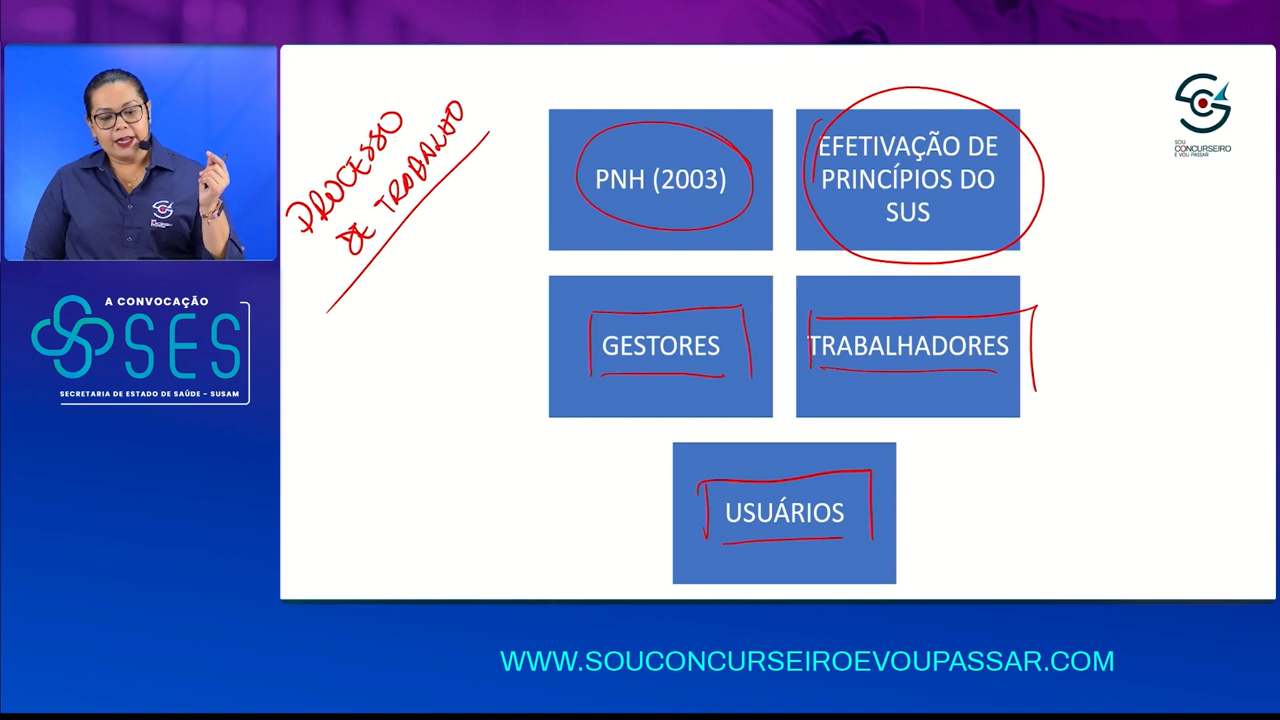 PROCESSO
DE TRABALHO
PNH (2003)
EFETIVAÇÃO DE
PRINCÍPIOS DO
SUS
GESTORES
TRABALHADORES
USUÁRIOS
SOU
CONCURSEIRO
E VOU PASSAR
A CONVOCAÇÃO
SES
SECRETARIA DE ESTADO DE SAÚDE - SUSAM
WWW.SOUCONCURSEIROEVOUPASSAR.COM